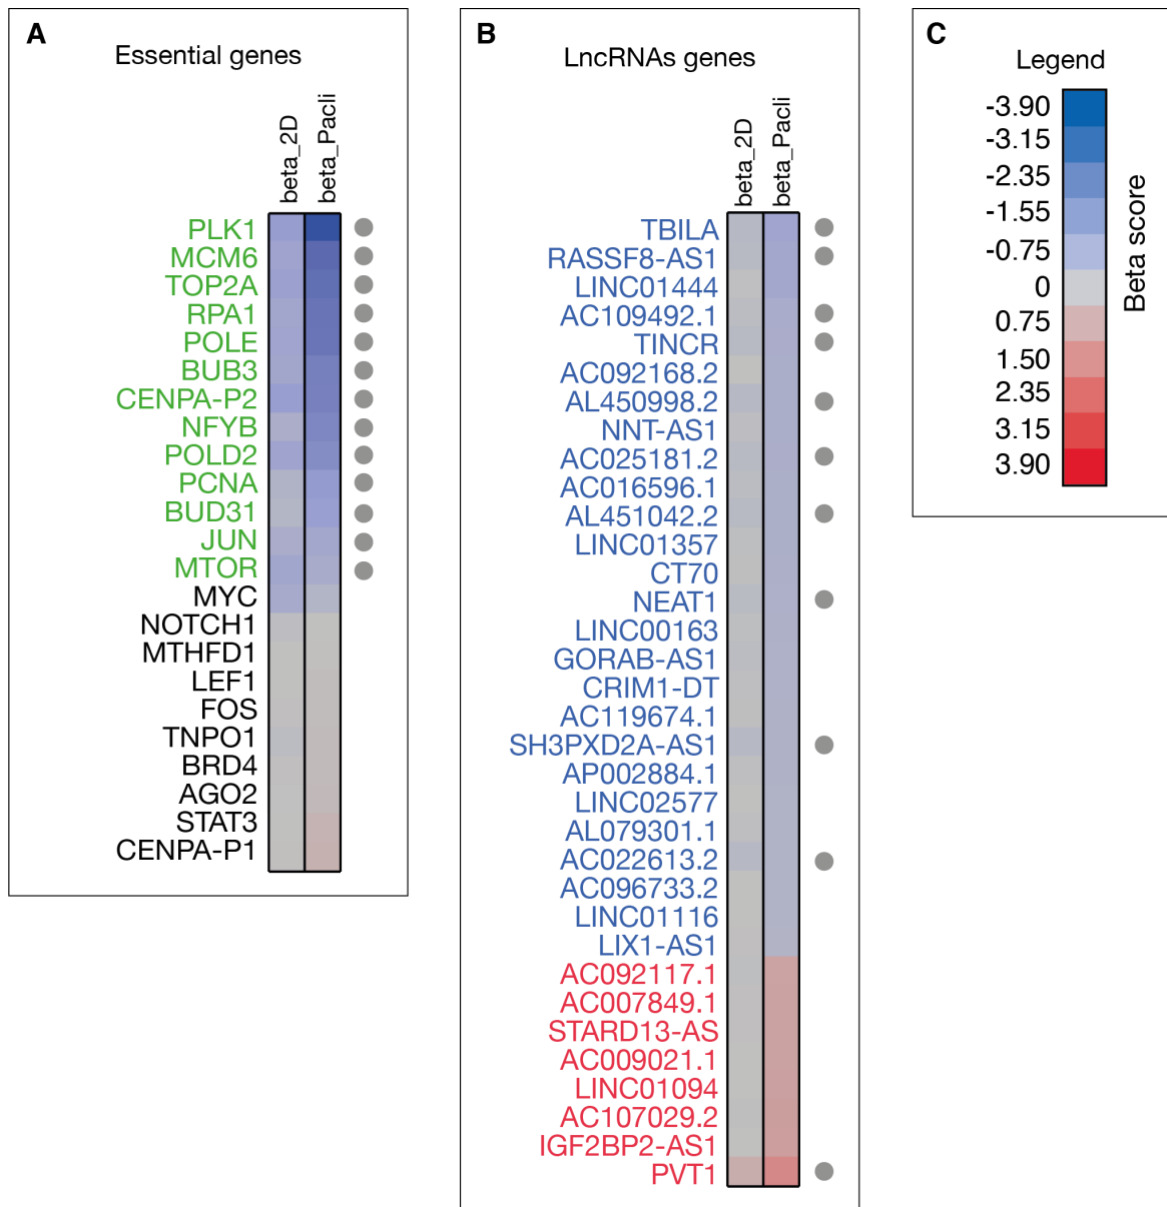 A
Essential genes
beta_2D
beta_Pacli
PLK1
MCM6
TOP2A
RPA1
POLE
BUB3
CENPA-P2
NFYB
POLD2
PCNA
BUD31
JUN
MTOR
MYC
NOTCH1
MTHFD1
LEF1
FOS
TNPO1
BRD4
AGO2
STAT3
CENPA-P1
B
LncRNAs genes
beta_2D
beta_Pacli
TBILA
RASSF8-AS1
LINC01444
AC109492.1
TINCR
AC092168.2
AL450998.2
NNT-AS1
AC025181.2
AC016596.1
AL451042.2
LINC01357
CT70
NEAT1
LINC00163
GORAB-AS1
CRIM1-DT
AC119674.1
SH3PXD2A-AS1
AP002884.1
LINC02577
AL079301.1
AC022613.2
AC096733.2
LINC01116
LIX1-AS1
AC092117.1
AC007849.1
STARD13-AS
AC009021.1
LINC01094
AC107029.2
IGF2BP2-AS1
PVT1
C
Legend
-3.90
-3.15
-2.35
-1.55
-0.75
0
0.75
1.50
2.35
3.15
3.90
Beta score